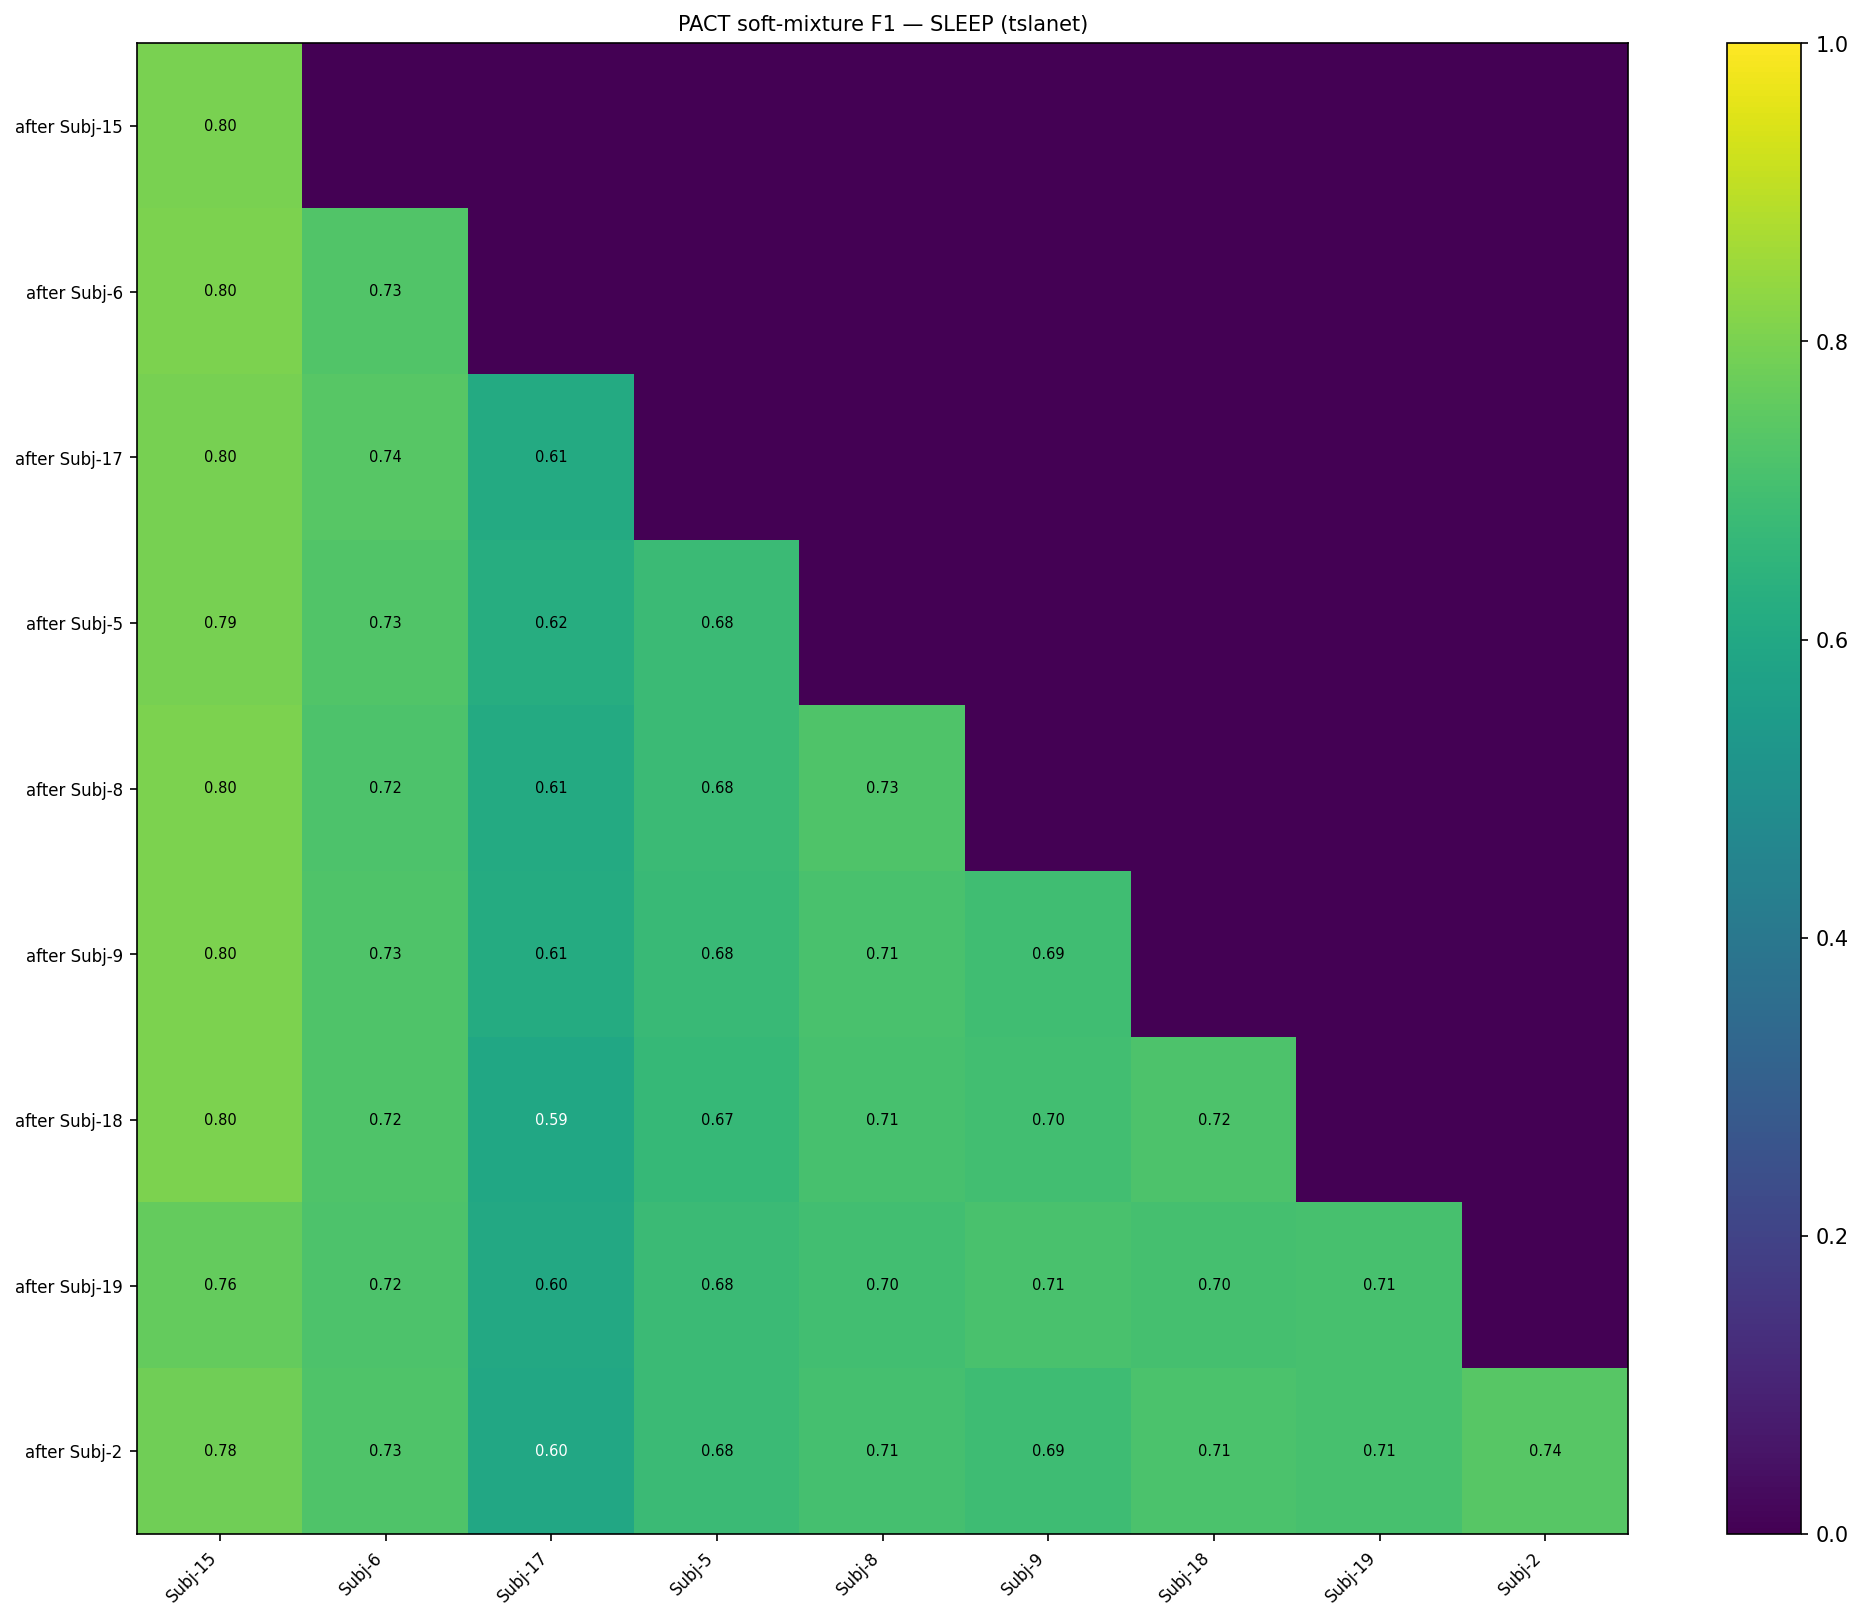 PACT soft-mixture F1 — SLEEP (tslanet)
after Subj-15 0.80
after Subj-6 0.80 0.73
after Subj-17 0.80 0.74 0.61
after Subj-5 0.79 0.73 0.62 0.68
after Subj-8 0.80 0.72 0.61 0.68 0.73
after Subj-9 0.80 0.73 0.61 0.68 0.71 0.69
after Subj-18 0.80 0.72 0.59 0.67 0.71 0.70 0.72
after Subj-19 0.76 0.72 0.60 0.68 0.70 0.71 0.70 0.71
after Subj-2 0.78 0.73 0.60 0.68 0.71 0.69 0.71 0.71 0.74
Subj-15 Subj-6 Subj-17 Subj-5 Subj-8 Subj-9 Subj-18 Subj-19 Subj-2
1.0
0.8
0.6
0.4
0.2
0.0